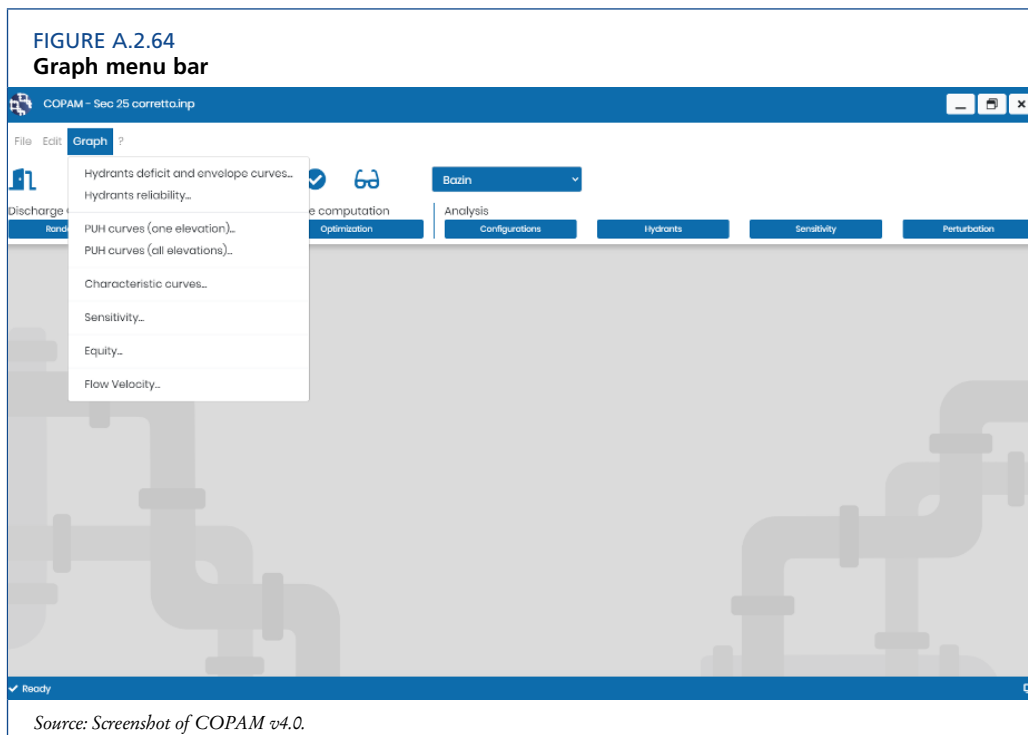 FIGURE A.2.64
Graph menu bar
COPAM - Sec 25 corretto.inp
File Edit Graph ?
Hydrants deficit and envelope curves...
Hydrants reliability...
PUH curves (one elevation)...
PUH curves (all elevations)...
Characteristic curves...
Sensitivity...
Equity...
Flow Velocity...
Bazin
Discharge
e computation
Analysis
Optimization
Configurations
Hydrants
Sensitivity
Perturbation
Ready
Source: Screenshot of COPAM v4.0.